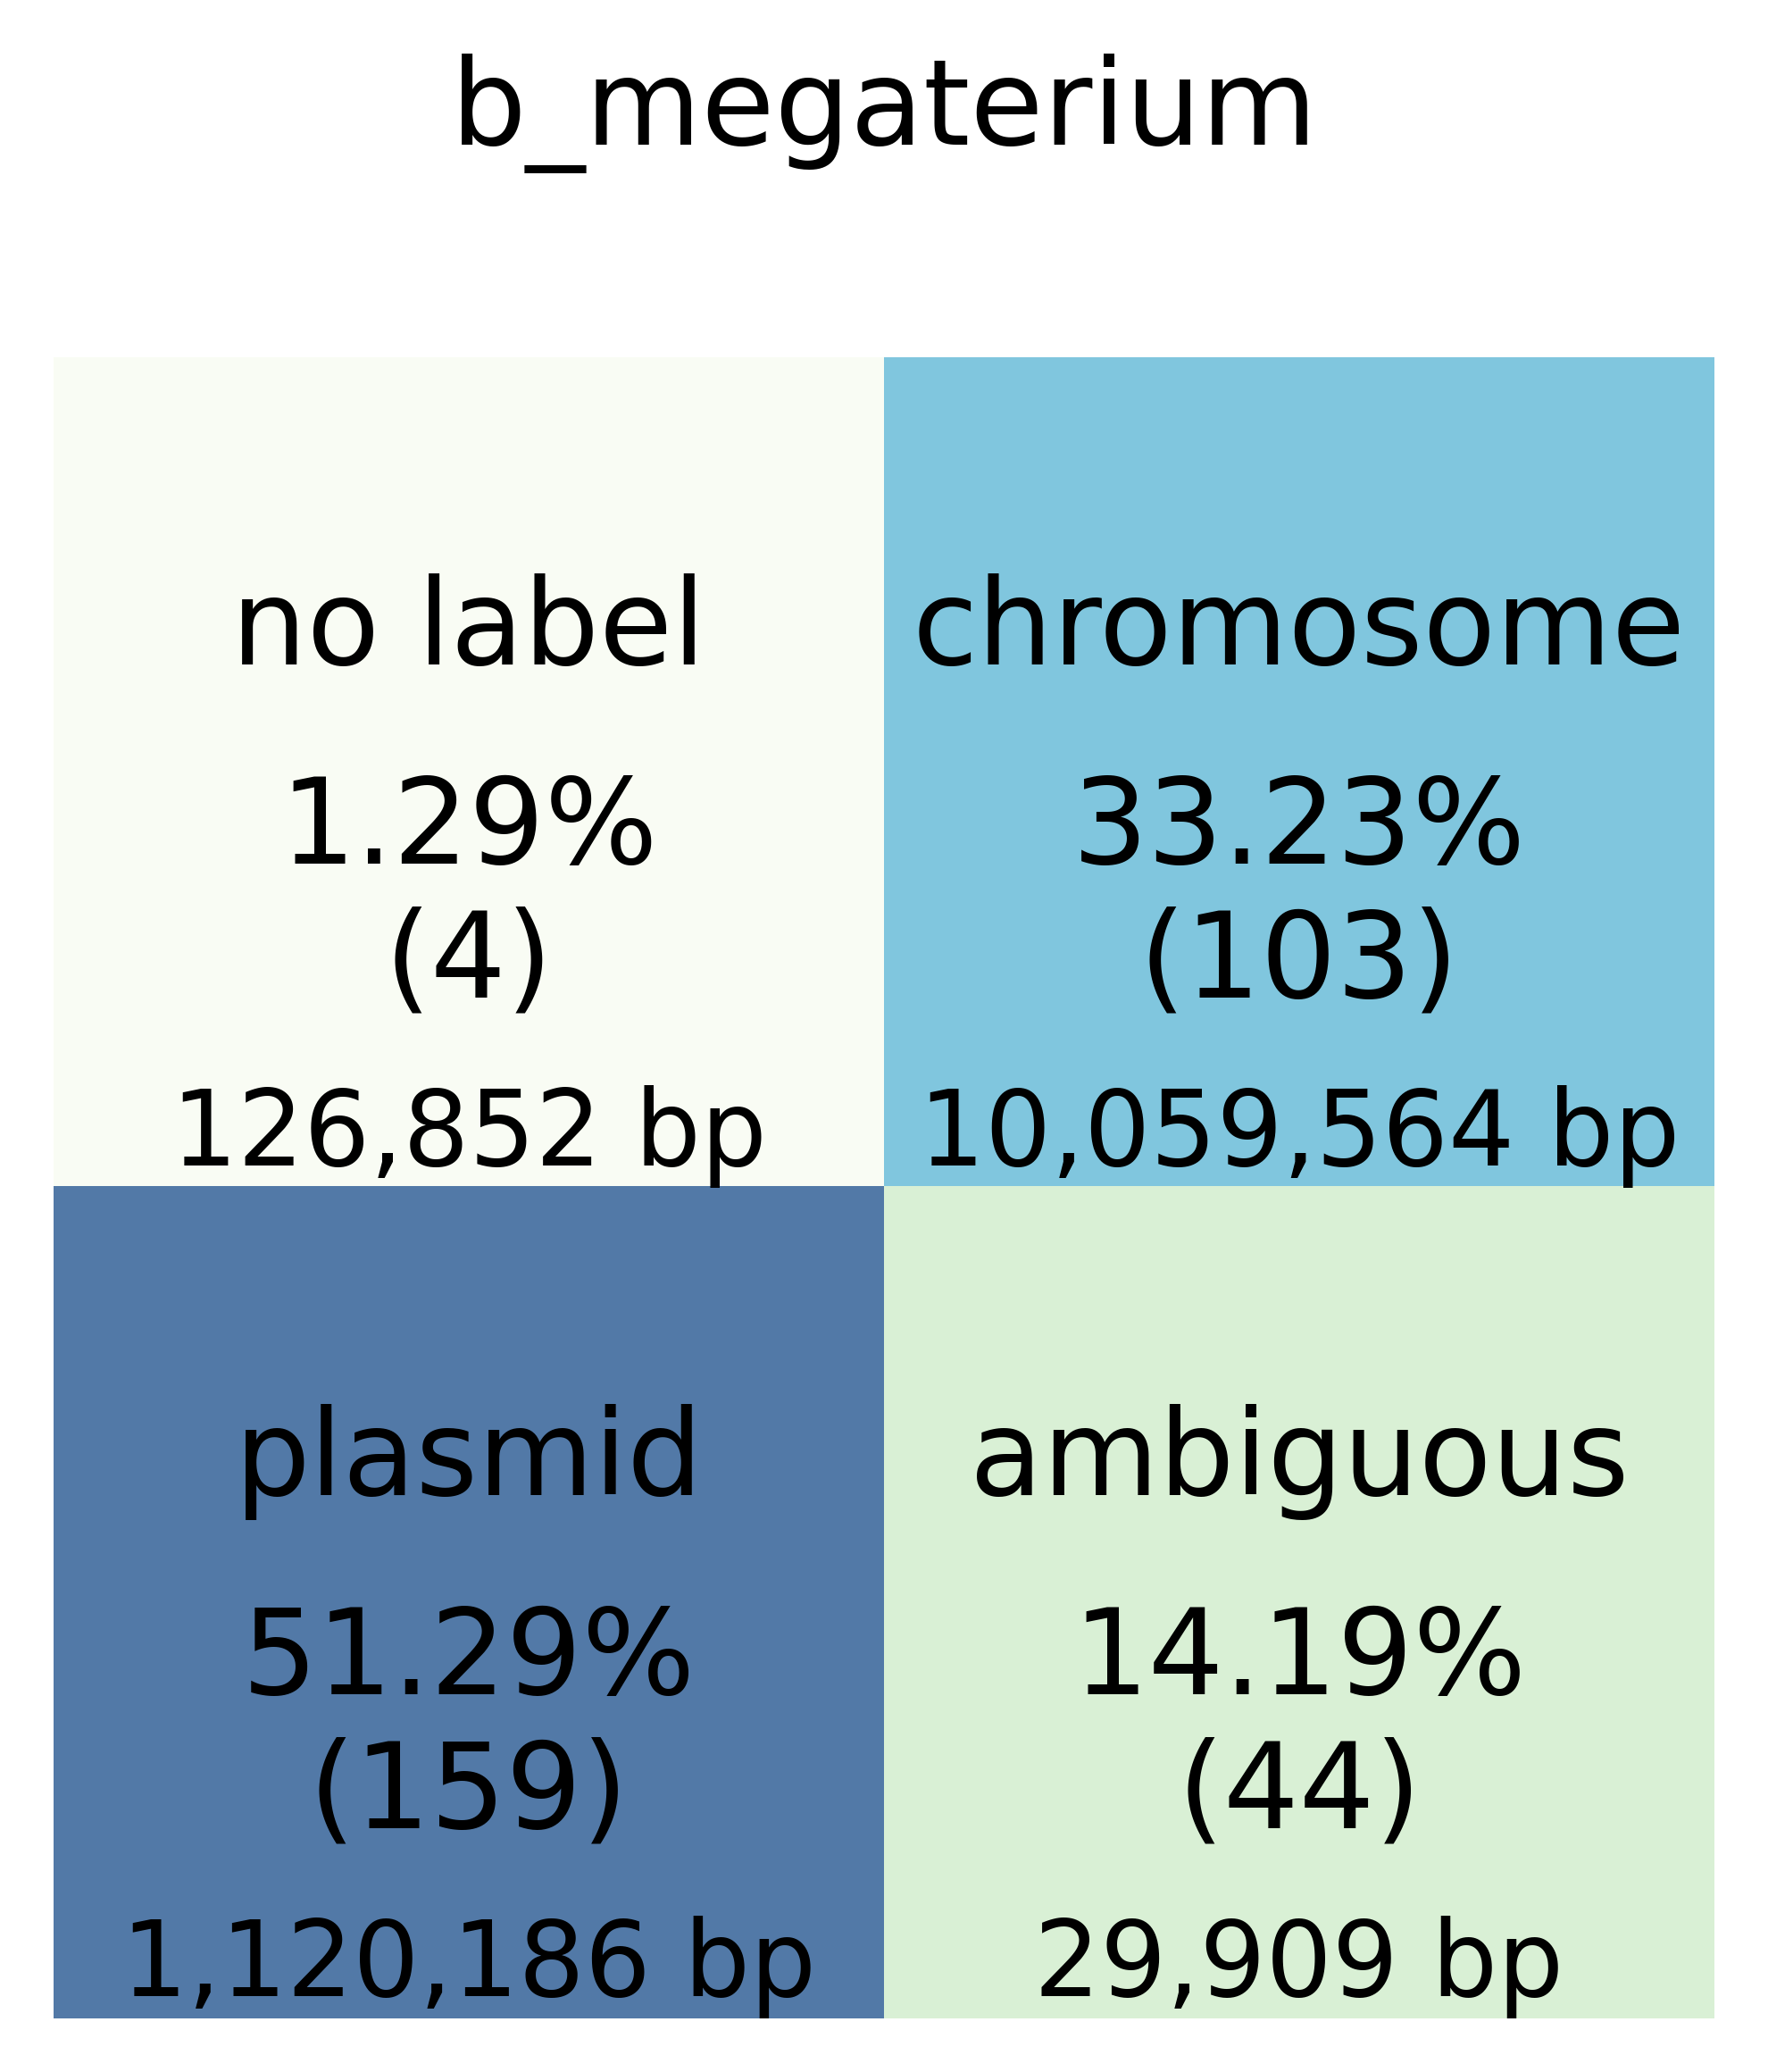 b_megaterium
no label
1.29%
(4)
126,852 bp
chromosome
33.23%
(103)
10,059,564 bp
plasmid
51.29%
(159)
1,120,186 bp
ambiguous
14.19%
(44)
29,909 bp